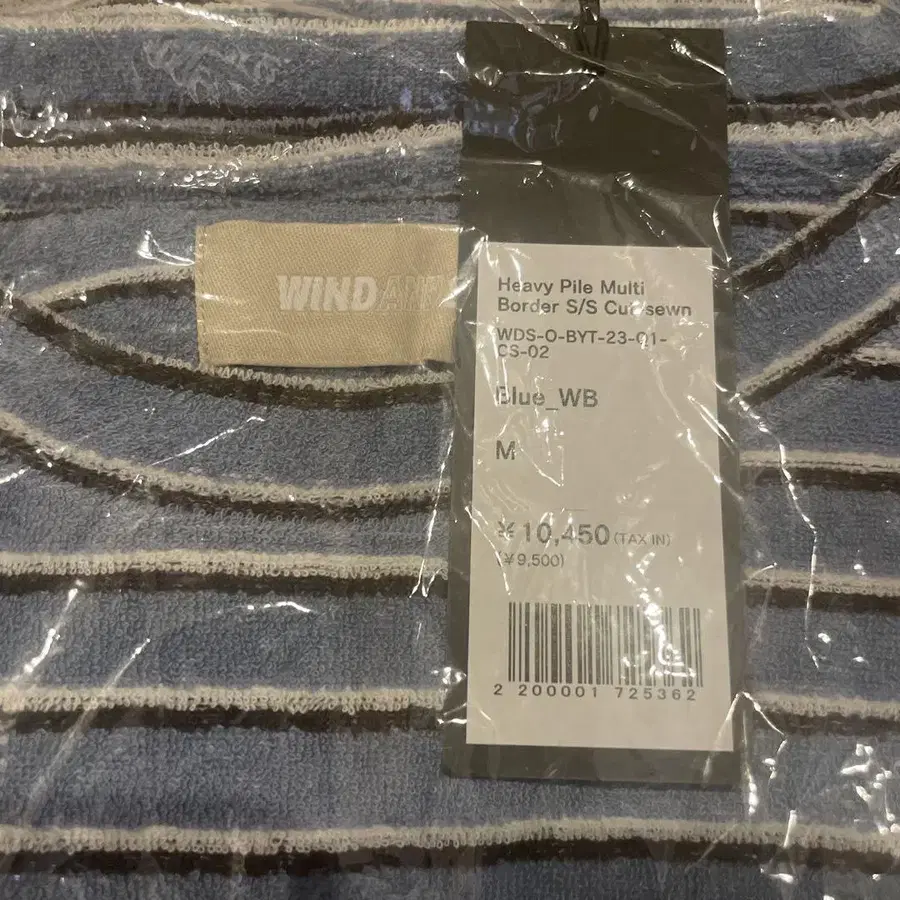 WIND
Heavy Pile Multi
Border S/S Cut sewn
WDS-O-BYT-23-Q1-
CS-02
Blue_WB
M
¥10,450 (TAX IN)
(¥9,500)
2 200001 725362